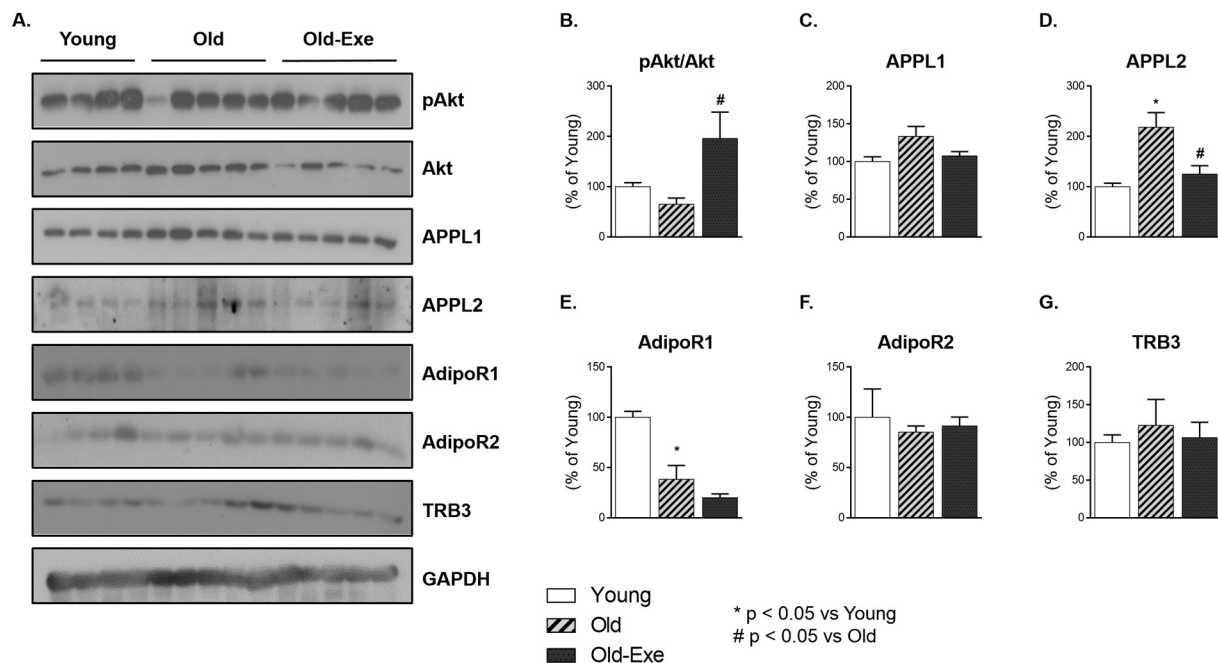 A.
Young Old Old-Exe
pAkt
Akt
APPL1
APPL2
AdipoR1
AdipoR2
TRB3
GAPDH
B.
pAkt/Akt
(% of Young)
300
200
100
0
#
C.
APPL1
(% of Young)
200
150
100
50
0
D.
APPL2
(% of Young)
300
200
100
0
*
#
E.
AdipoR1
(% of Young)
150
100
50
0
*
F.
AdipoR2
(% of Young)
150
100
50
0
G.
TRB3
(% of Young)
200
150
100
50
0
Young
Old
Old-Exe
* p < 0.05 vs Young
# p < 0.05 vs Old